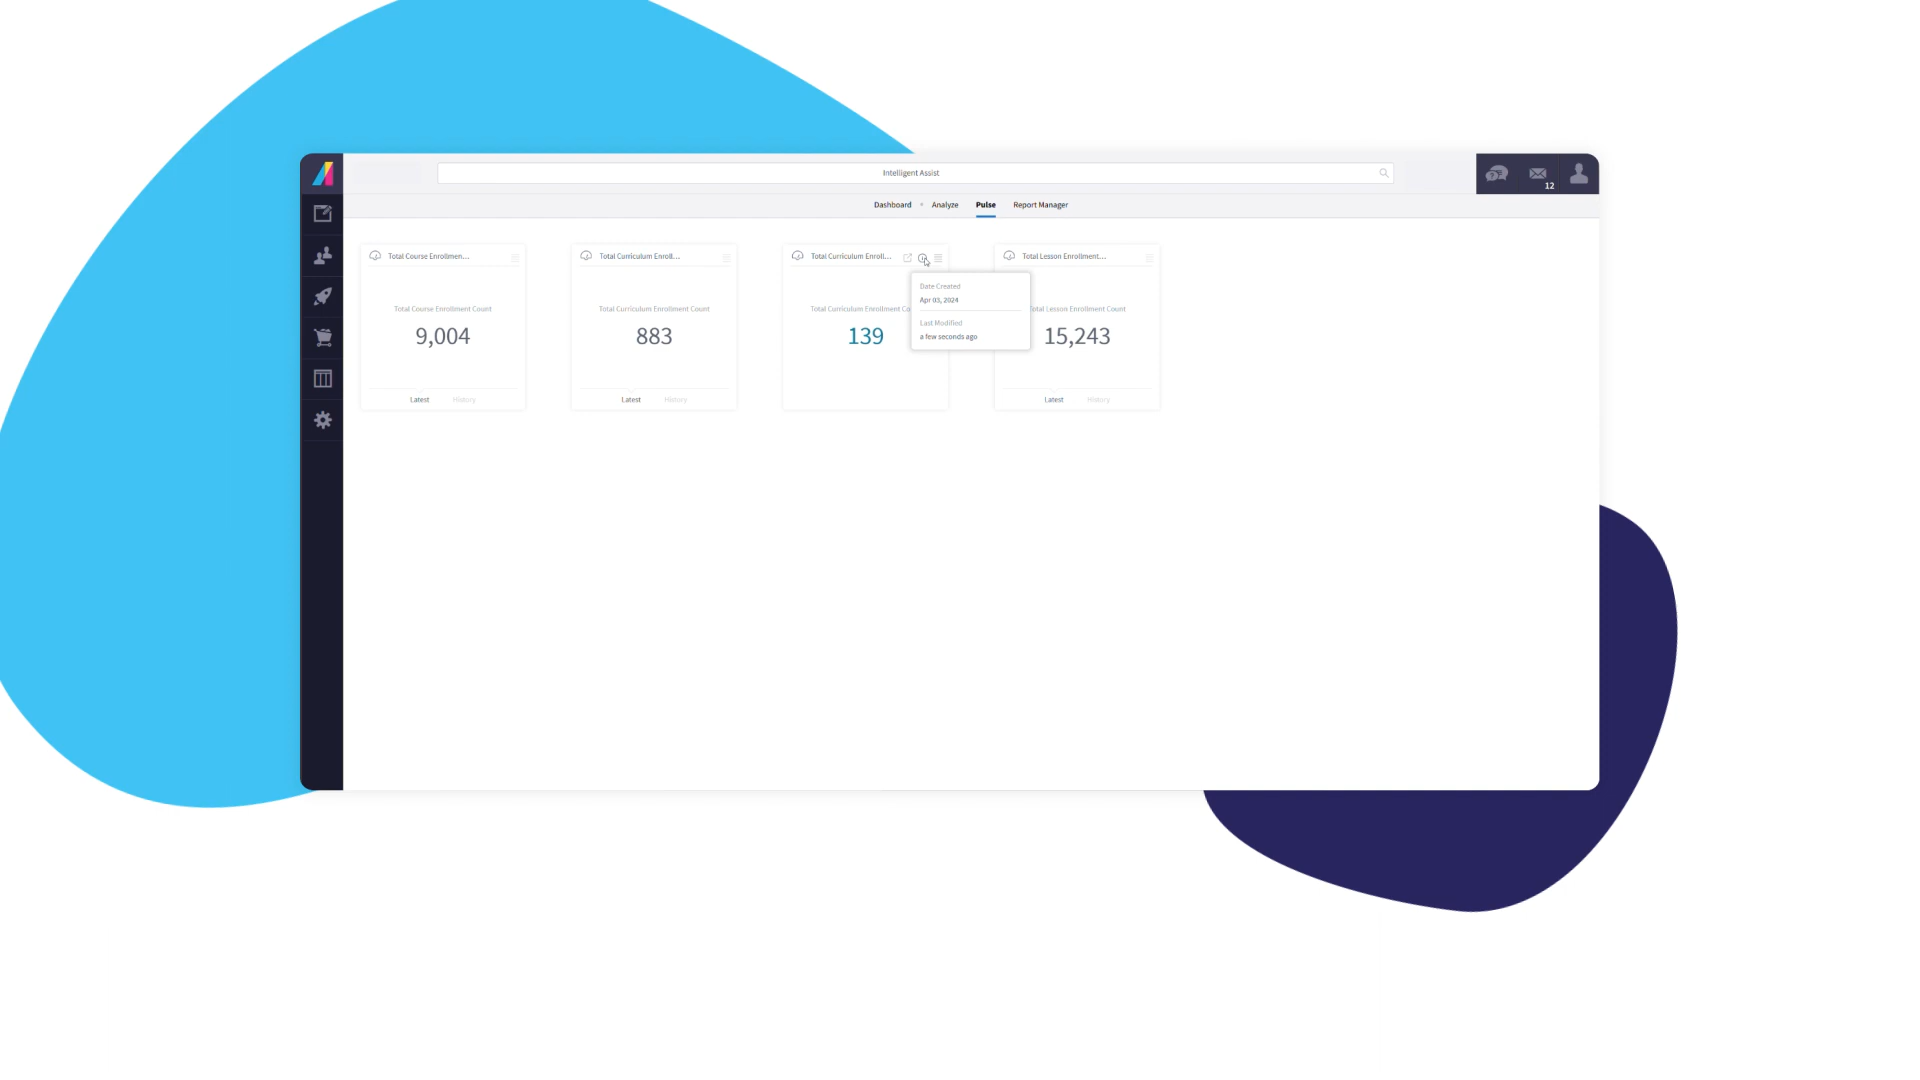 Intelligent Assist
12
Dashboard
Analyze
Pulse
Report Manager
Total Course Enrollmen...
Total Course Enrollment Count
9,004
Latest
History
Total Curriculum Enroll...
Total Curriculum Enrollment Count
883
Latest
History
Total Curriculum Enroll...
Total Curriculum Enrollment Co
139
Date Created
Apr 03, 2024
Last Modified
a few seconds ago
Total Lesson Enrollment...
otal Lesson Enrollment Count
15,243
Latest
History